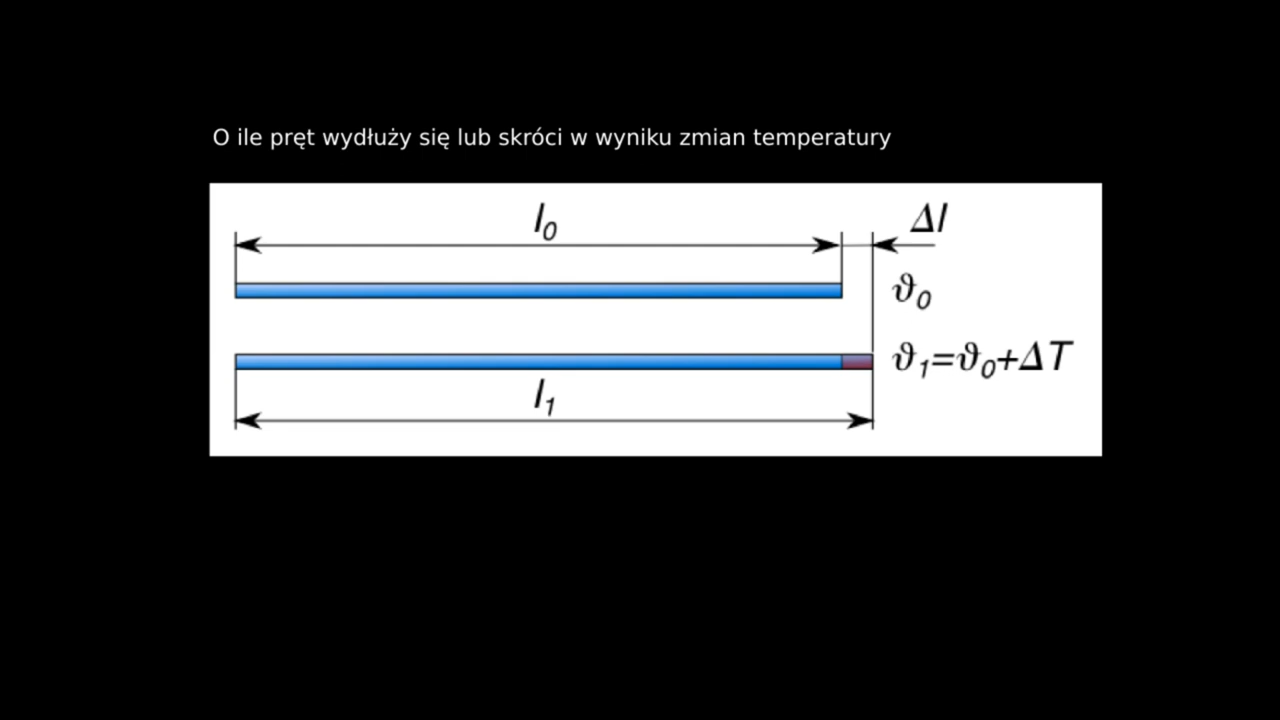 O ile pręt wydłuży się lub skróci w wyniku zmian temperatury
l₀
Δl
ϑ₀
ϑ₁=ϑ₀+ΔT
l₁